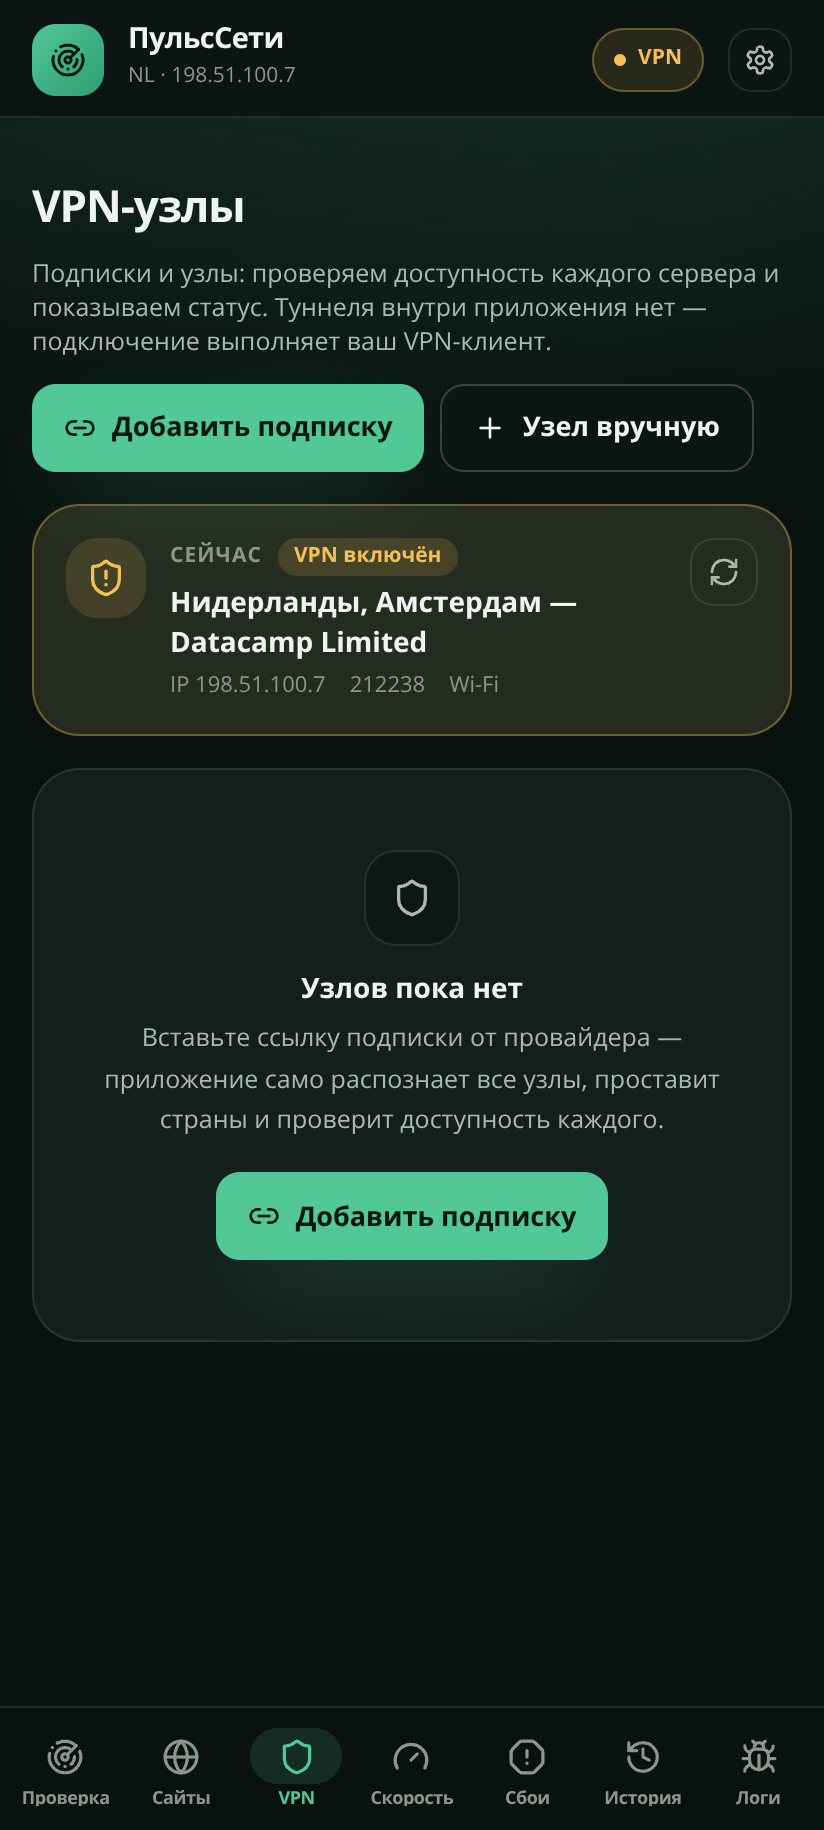 ПульсСети
NL · 198.51.100.7
VPN
VPN-узлы
Подписки и узлы: проверяем доступность каждого сервера и
показываем статус. Туннеля внутри приложения нет —
подключение выполняет ваш VPN-клиент.
Добавить подписку
Узел вручную
СЕЙЧАС
VPN включён
Нидерланды, Амстердам —
Datacamp Limited
IP 198.51.100.7 212238 Wi-Fi
Узлов пока нет
Вставьте ссылку подписки от провайдера —
приложение само распознает все узлы, проставит
страны и проверит доступность каждого.
Добавить подписку
Проверка
Сайты
VPN
Скорость
Сбои
История
Логи